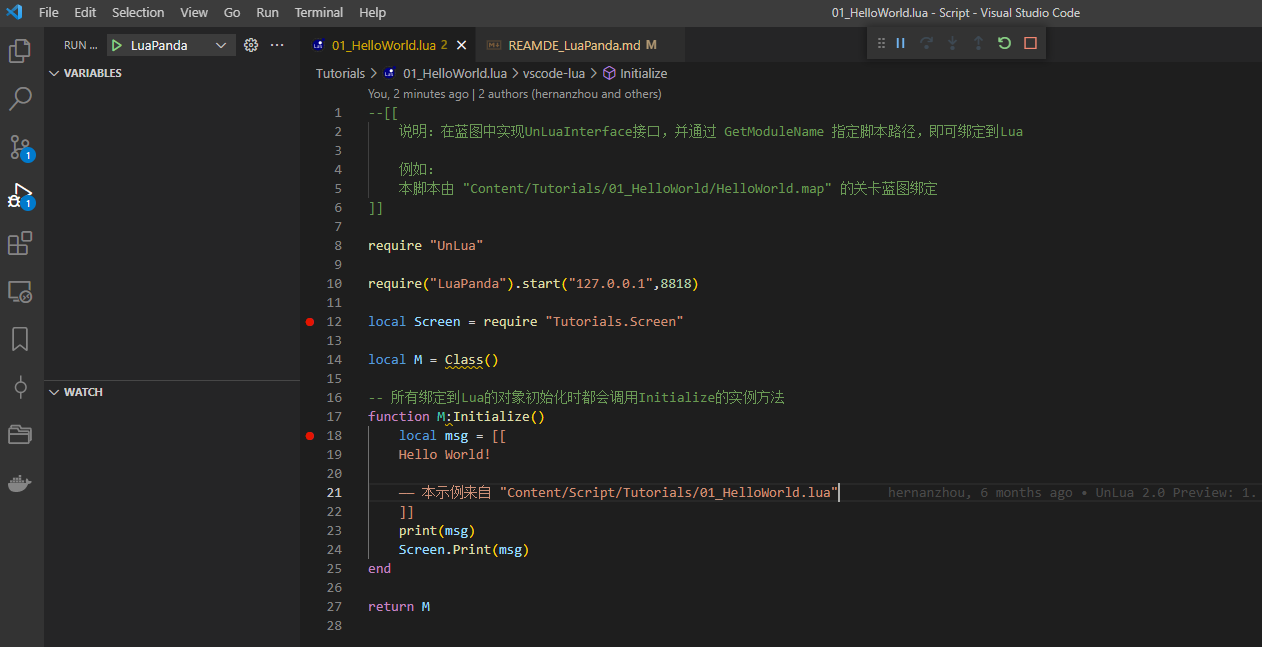 File Edit Selection View Go Run Terminal Help
01_HelloWorld.lua - Script - Visual Studio Code
RUN ... LuaPanda
01_HelloWorld.lua 2
REAMDE_LuaPanda.md M
VARIABLES
Tutorials > 01_HelloWorld.lua > vscode-lua > Initialize
You, 2 minutes ago | 2 authors (hernanzhou and others)
1 --[[
2 说明：在蓝图中实现UnLuaInterface接口，并通过 GetModuleName 指定脚本路径，即可绑定到Lua
3
4 例如：
5 本脚本由 "Content/Tutorials/01_HelloWorld/HelloWorld.map" 的关卡蓝图绑定
6 ]]
7
8 require "UnLua"
9
10 require("LuaPanda").start("127.0.0.1",8818)
11
12 local Screen = require "Tutorials.Screen"
13
14 local M = Class()
15
16 -- 所有绑定到Lua的对象初始化时都会调用Initialize的实例方法
17 function M:Initialize()
18 local msg = [[
19 Hello World!
20
21 —— 本示例来自 "Content/Script/Tutorials/01_HelloWorld.lua" hernanzhou, 6 months ago • UnLua 2.0 Preview: 1.
22 ]]
23 print(msg)
24 Screen.Print(msg)
25 end
26
27 return M
28
WATCH
1
1